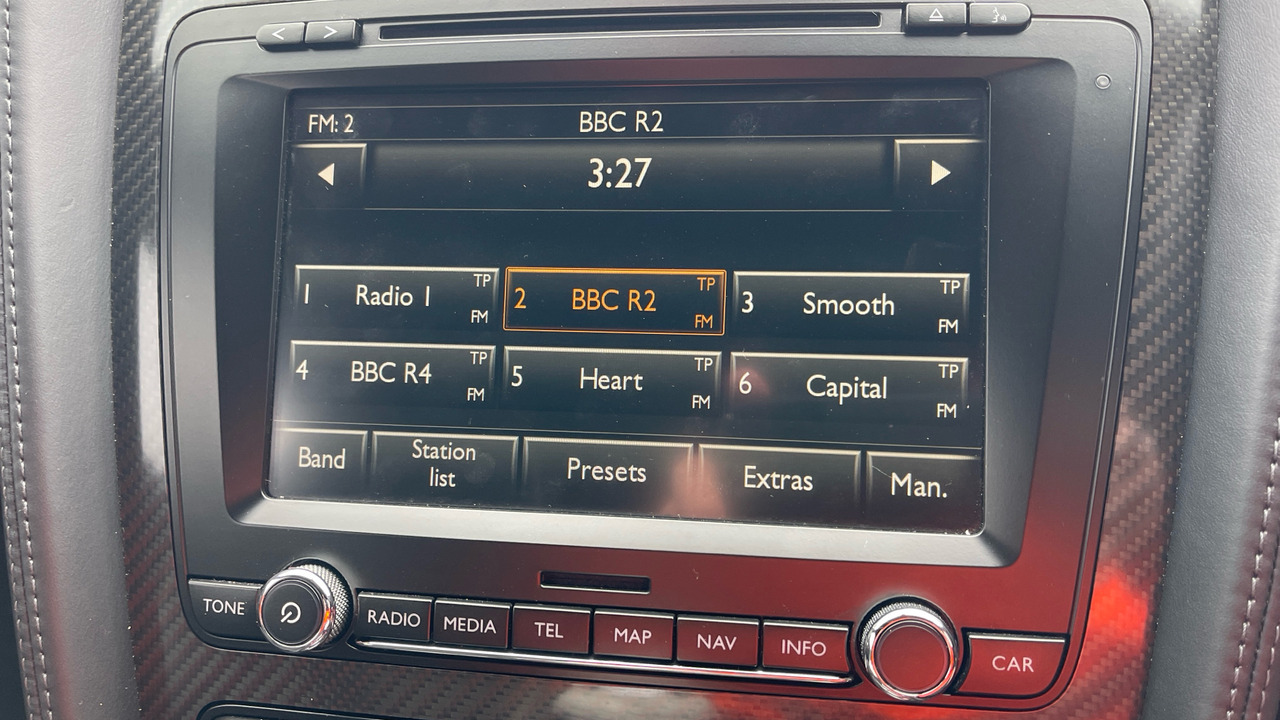 FM: 2
BBC R2
3:27
1 Radio 1 TP FM
2 BBC R2 TP FM
3 Smooth TP FM
4 BBC R4 TP FM
5 Heart TP FM
6 Capital TP FM
Band
Station
list
Presets
Extras
Man.
TONE
RADIO
MEDIA
TEL
MAP
NAV
INFO
CAR